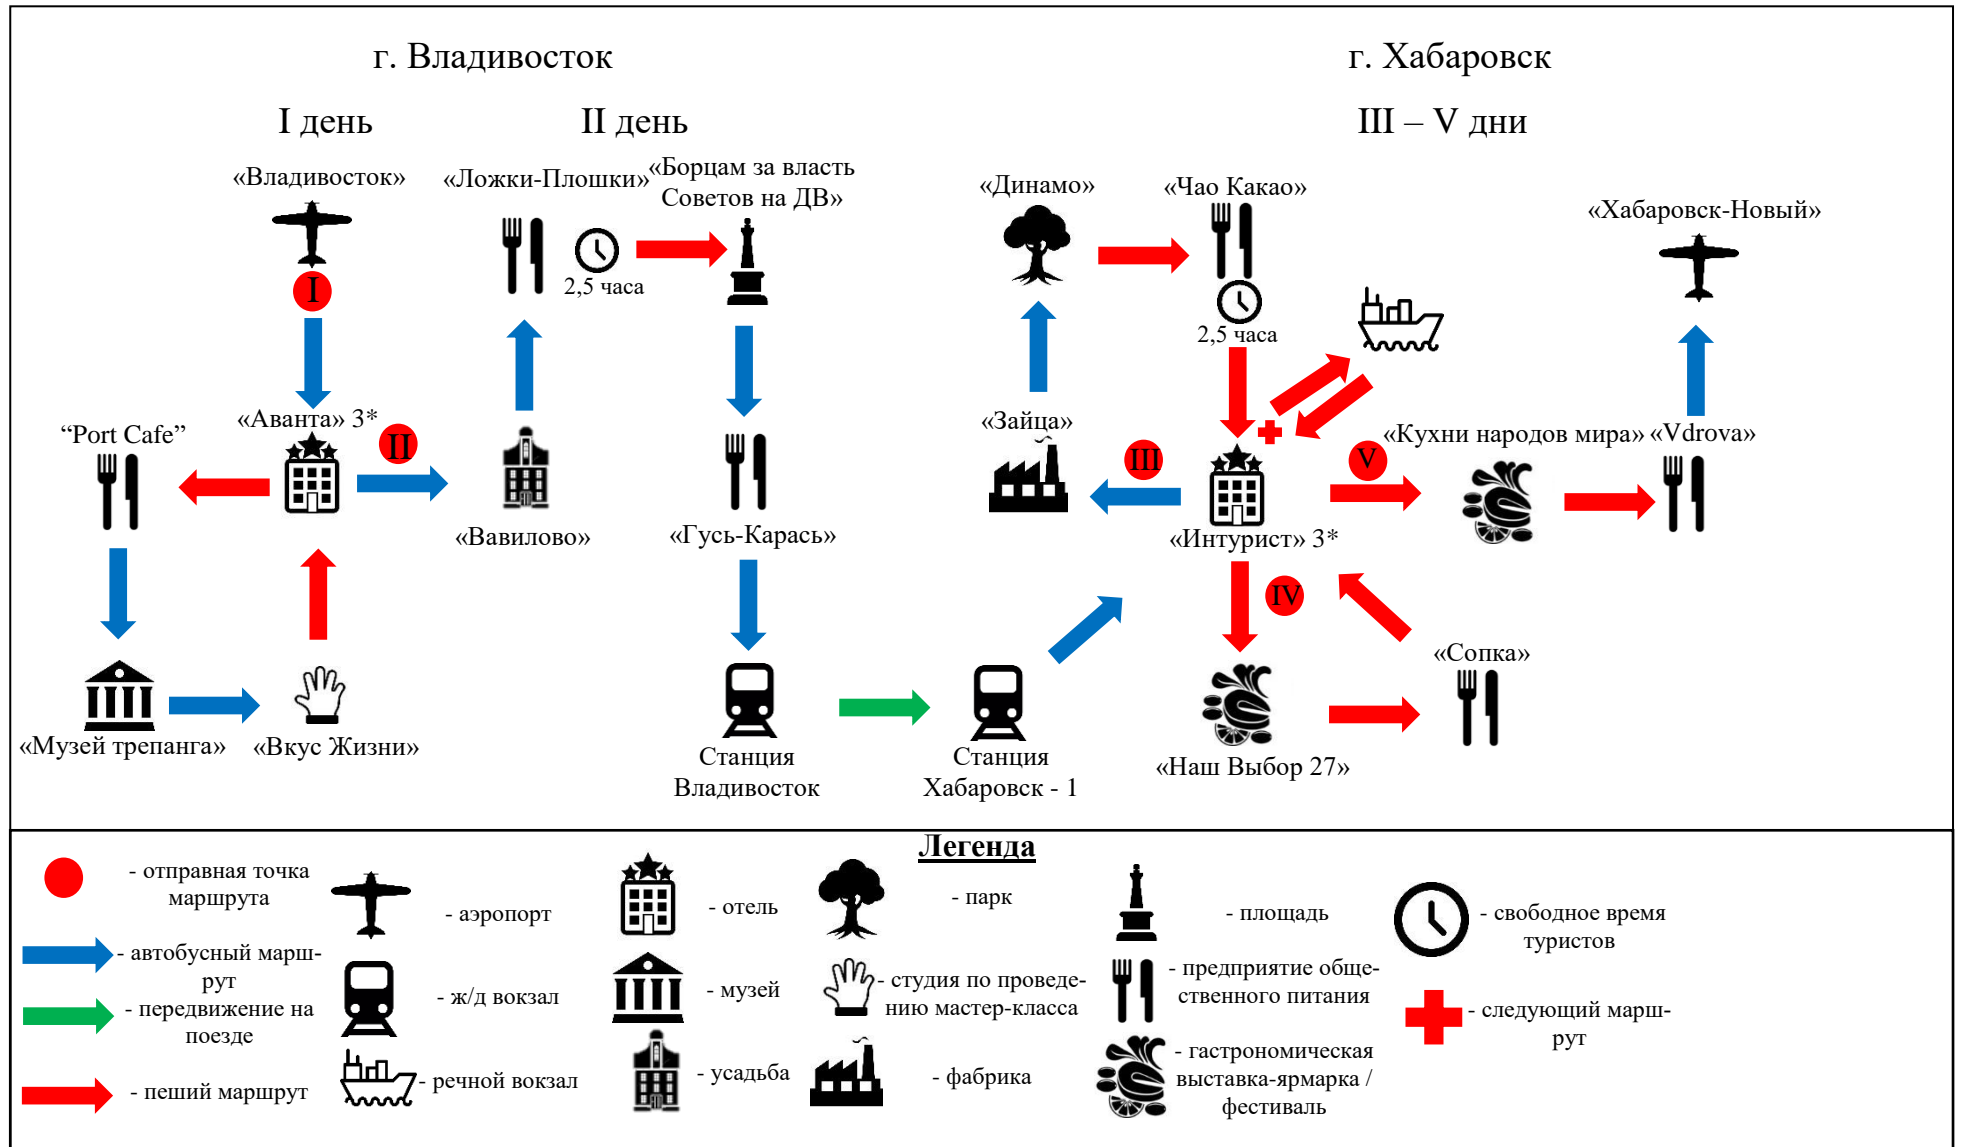 г. Владивосток
г. Хабаровск
I день
II день
III – V дни
«Владивосток»
«Ложки-Плошки»
«Борцам за власть
Советов на ДВ»
«Динамо»
«Чао Какао»
«Хабаровск-Новый»
I
2,5 часа
2,5 часа
“Port Cafe”
«Аванта» 3*
II
«Зайца»
III
«Кухни народов мира»
«Vdrova»
V
«Вавилово»
«Гусь-Карась»
«Интурист» 3*
IV
«Сопка»
«Музей трепанга»
«Вкус Жизни»
Станция
Владивосток
Станция
Хабаровск - 1
«Наш Выбор 27»
Легенда
- отправная точка
маршрута
- автобусный марш-
рут
- передвижение на
поезде
- пеший маршрут
- аэропорт
- ж/д вокзал
- речной вокзал
- отель
- музей
- усадьба
- парк
- студия по проведе-
нию мастер-класса
- фабрика
- площадь
- предприятие обще-
ственного питания
- гастрономическая
выставка-ярмарка /
фестиваль
- свободное время
туристов
- следующий марш-
рут